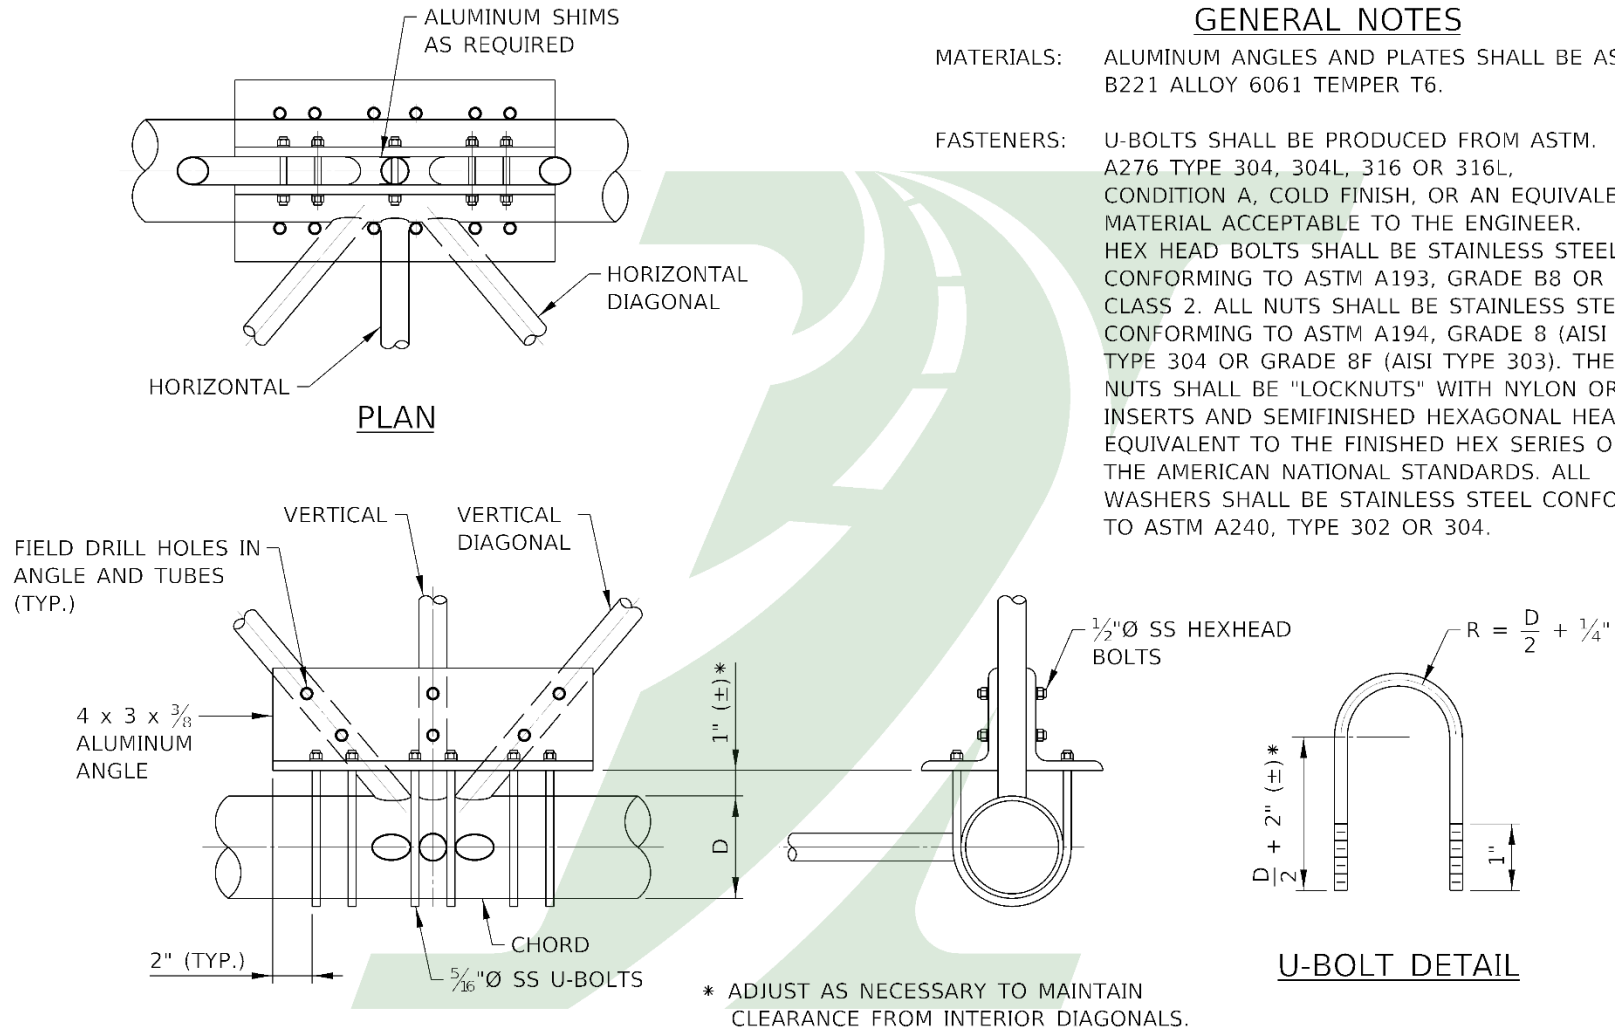 ALUMINUM SHIMS
AS REQUIRED
HORIZONTAL
DIAGONAL
HORIZONTAL
PLAN
GENERAL NOTES
MATERIALS: ALUMINUM ANGLES AND PLATES SHALL BE AS
B221 ALLOY 6061 TEMPER T6.
FASTENERS: U-BOLTS SHALL BE PRODUCED FROM ASTM.
A276 TYPE 304, 304L, 316 OR 316L,
CONDITION A, COLD FINISH, OR AN EQUIVALE
MATERIAL ACCEPTABLE TO THE ENGINEER.
HEX HEAD BOLTS SHALL BE STAINLESS STEEL
CONFORMING TO ASTM A193, GRADE B8 OR
CLASS 2. ALL NUTS SHALL BE STAINLESS STE
CONFORMING TO ASTM A194, GRADE 8 (AISI
TYPE 304 OR GRADE 8F (AISI TYPE 303). THE
NUTS SHALL BE "LOCKNUTS" WITH NYLON OR
INSERTS AND SEMIFINISHED HEXAGONAL HEA
EQUIVALENT TO THE FINISHED HEX SERIES O
THE AMERICAN NATIONAL STANDARDS. ALL
WASHERS SHALL BE STAINLESS STEEL CONFO
TO ASTM A240, TYPE 302 OR 304.
VERTICAL
VERTICAL
DIAGONAL
FIELD DRILL HOLES IN
ANGLE AND TUBES
(TYP.)
4 x 3 x 3/8
ALUMINUM
ANGLE
1" (±)*
D
2" (TYP.)
CHORD
5/16"Ø SS U-BOLTS
1/2"Ø SS HEXHEAD
BOLTS
R = D/2 + 1/4"
D/2 + 2" (±)*
1"
U-BOLT DETAIL
* ADJUST AS NECESSARY TO MAINTAIN
CLEARANCE FROM INTERIOR DIAGONALS.